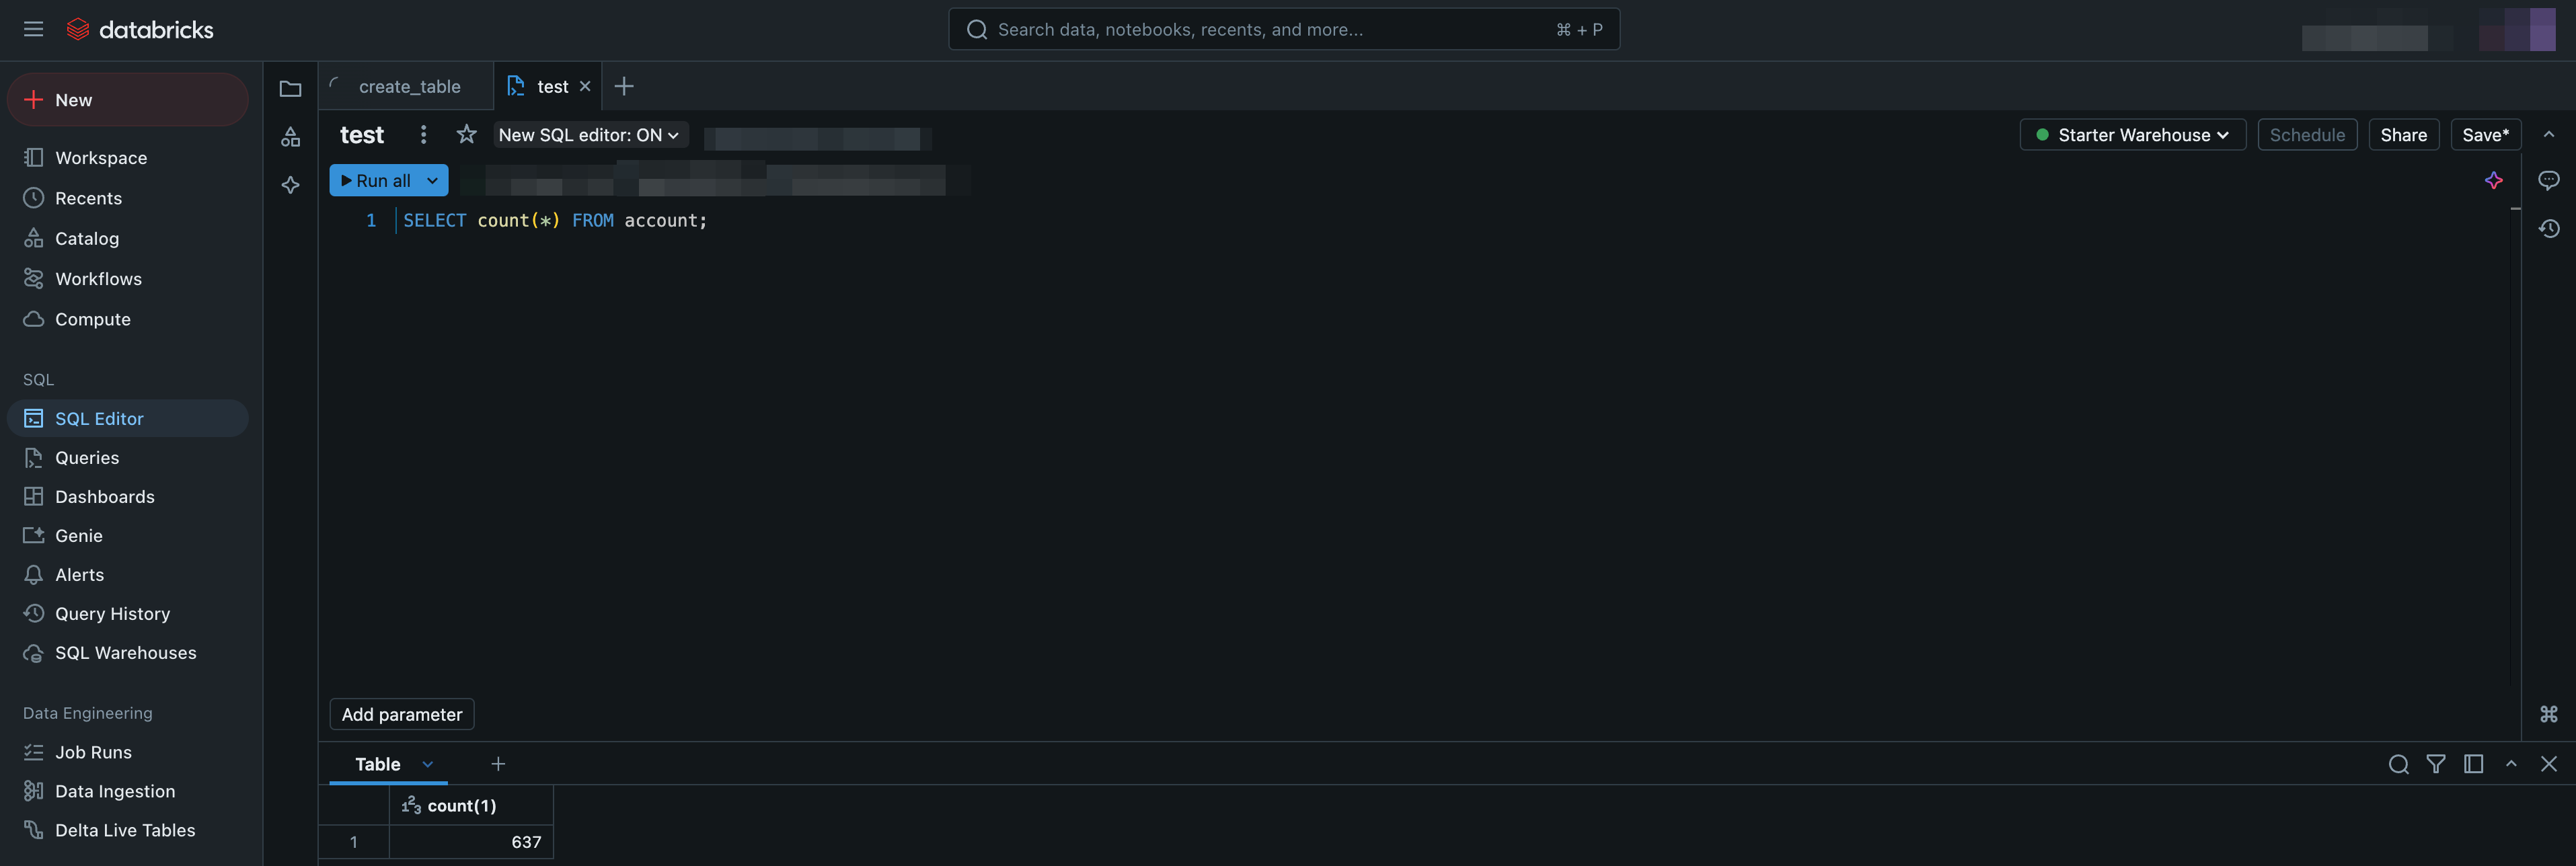 databricks
Search data, notebooks, recents, and more...
⌘ + P
New
Workspace
Recents
Catalog
Workflows
Compute
SQL
SQL Editor
Queries
Dashboards
Genie
Alerts
Query History
SQL Warehouses
Data Engineering
Job Runs
Data Ingestion
Delta Live Tables
create_table
test
test
New SQL editor: ON
Starter Warehouse
Schedule
Share
Save*
Run all
1 SELECT count(*) FROM account;
Add parameter
Table
123 count(1)
1 637